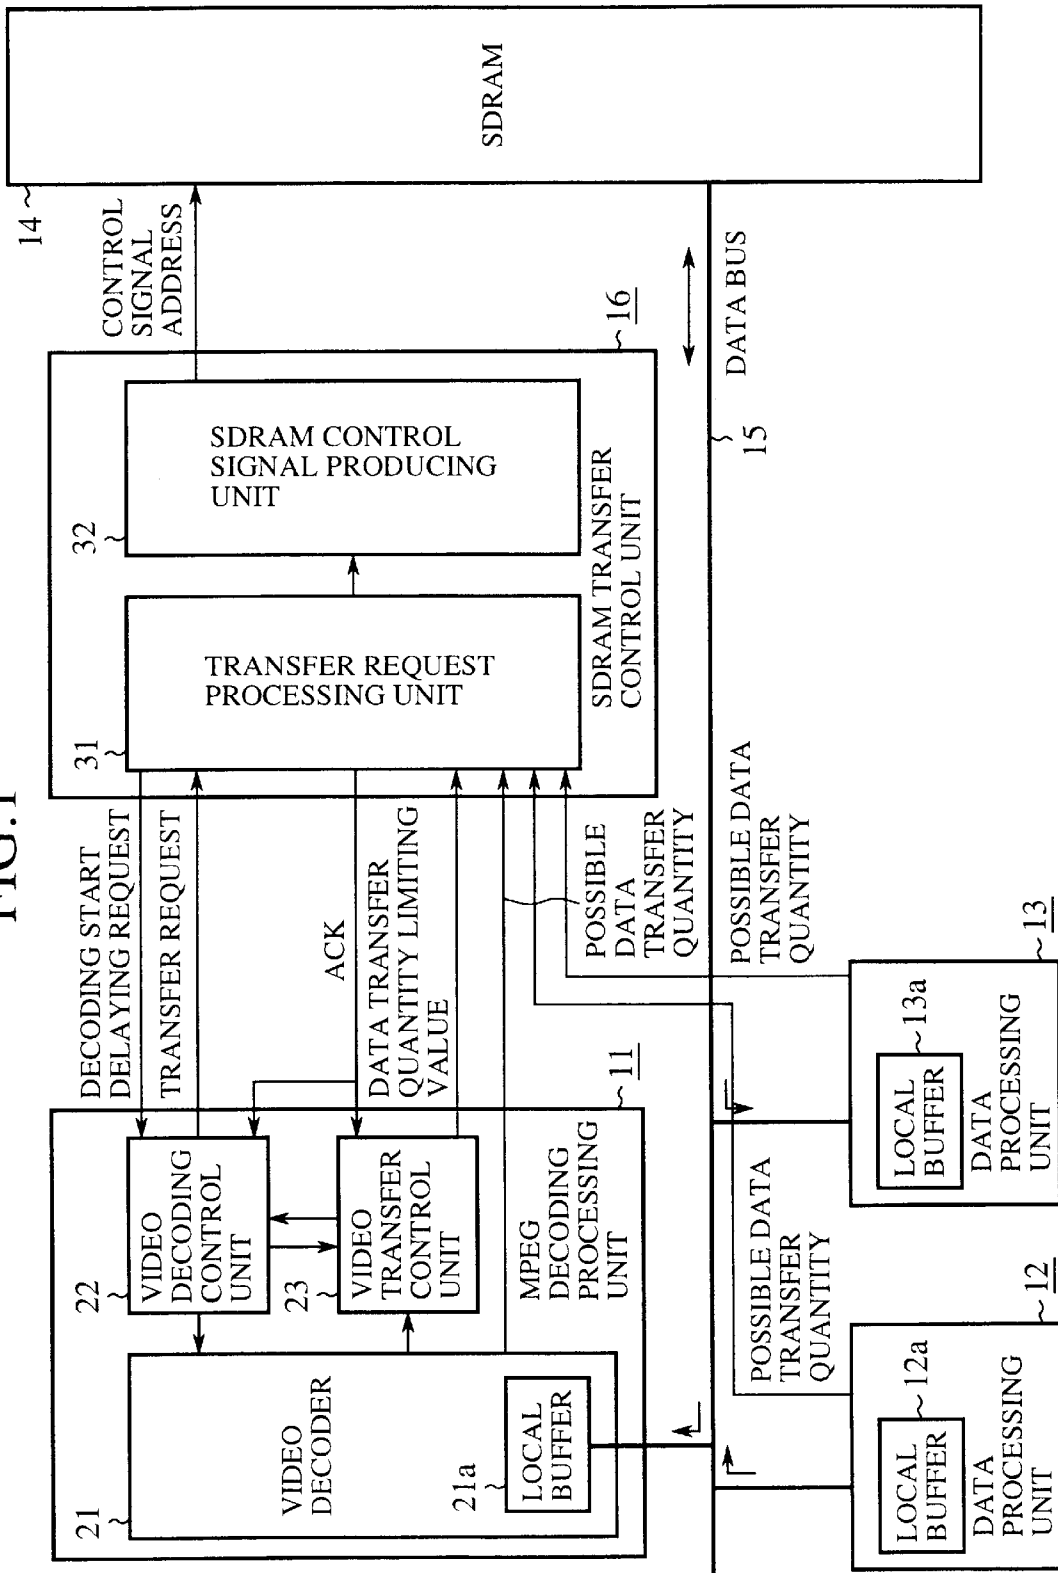 FIG.1
14
SDRAM
CONTROL
SIGNAL
ADDRESS
16
32
SDRAM CONTROL
SIGNAL PRODUCING
UNIT
31
TRANSFER REQUEST
PROCESSING UNIT
SDRAM TRANSFER
CONTROL UNIT
DATA BUS
15
DECODING START
DELAYING REQUEST
TRANSFER REQUEST
ACK
DATA TRANSFER
QUANTITY LIMITING
VALUE
POSSIBLE
DATA
TRANSFER
QUANTITY
POSSIBLE DATA
TRANSFER
QUANTITY
11
22
VIDEO
DECODING
CONTROL
UNIT
23
VIDEO
TRANSFER
CONTROL
UNIT
MPEG
DECODING
PROCESSING
UNIT
21
VIDEO
DECODER
21a
LOCAL
BUFFER
POSSIBLE DATA
TRANSFER
QUANTITY
13
13a
LOCAL
BUFFER
DATA
PROCESSING
UNIT
12
12a
LOCAL
BUFFER
DATA
PROCESSING
UNIT